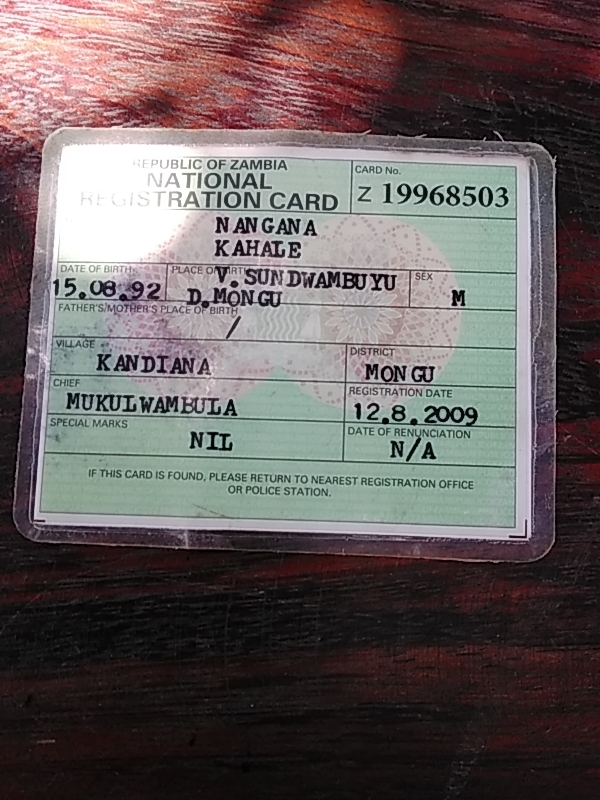 REPUBLIC OF ZAMBIA
NATIONAL
REGISTRATION CARD
CARD No.
Z 19968503
NANGANA
KAHALE
DATE OF BIRTH
15.08.92
PLACE OF BIRTH
V.SUNDWAMBUYU
D.MONGU
SEX
M
FATHER'S/MOTHER'S PLACE OF BIRTH
/
VILLAGE
KANDIANA
DISTRICT
MONGU
CHIEF
MUKULWAMBULA
REGISTRATION DATE
12.8.2009
SPECIAL MARKS
NIL
DATE OF RENUNCIATION
N/A
IF THIS CARD IS FOUND, PLEASE RETURN TO NEAREST REGISTRATION OFFICE
OR POLICE STATION.